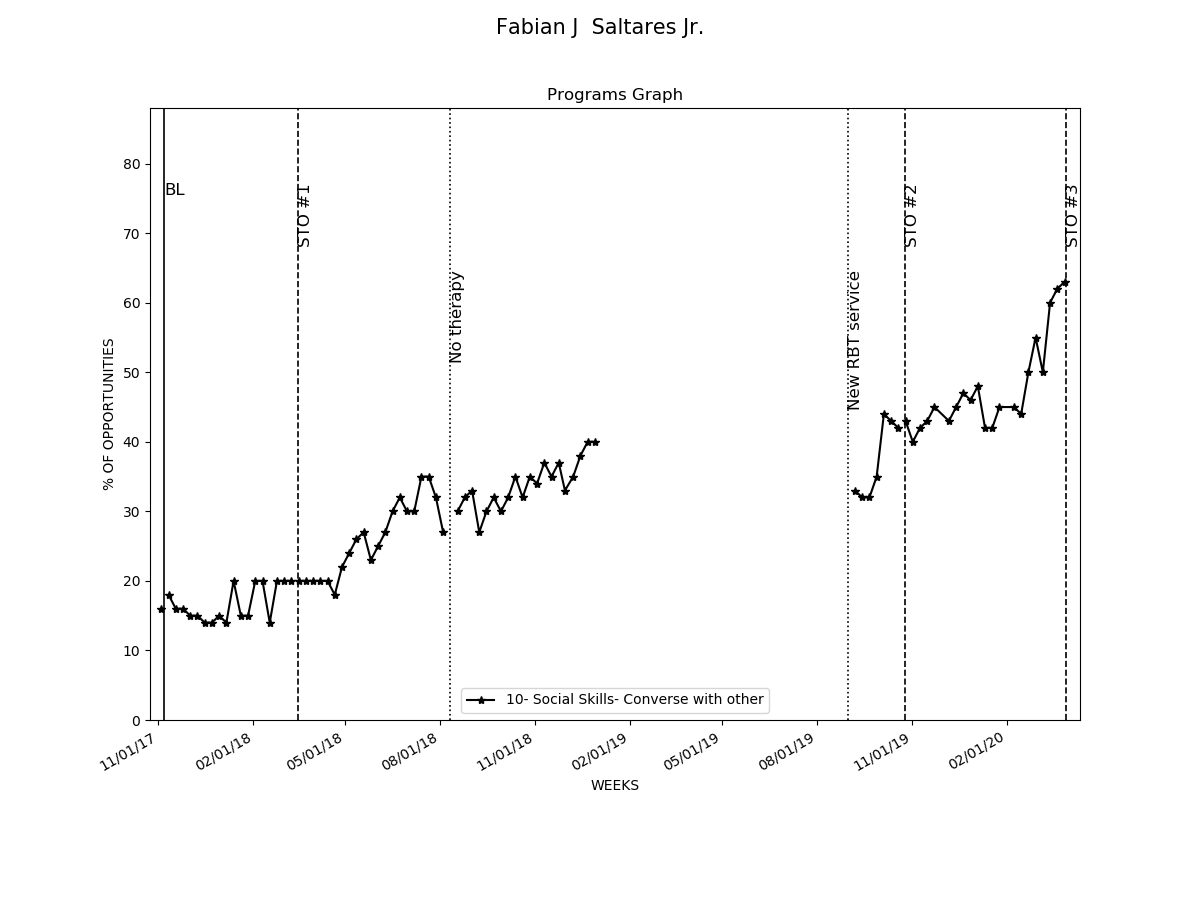 Fabian J  Saltares Jr.
Programs Graph
% OF OPPORTUNITIES
80
70
60
50
40
30
20
10
0
BL
STO #1
No therapy
New RBT service
STO #2
STO #3
10- Social Skills- Converse with other
11/01/17
02/01/18
05/01/18
08/01/18
11/01/18
02/01/19
05/01/19
08/01/19
11/01/19
02/01/20
WEEKS